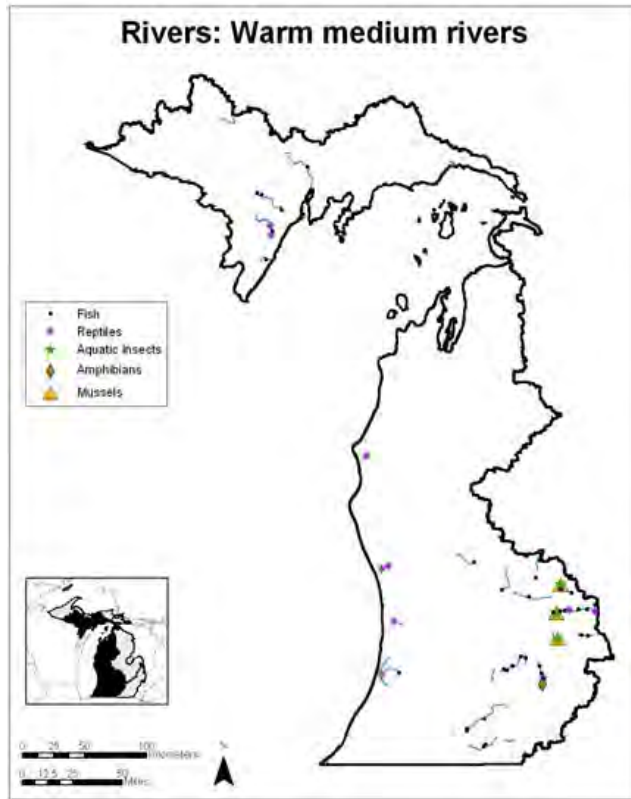 Rivers: Warm medium rivers
Fish
Reptiles
Aquatic Insects
Amphibians
Mussels
0 25 50 100
Kilometers
0 12.5 25 50
Miles